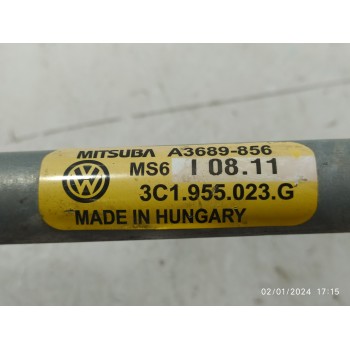 MITSUBA A3689-856
MS6 I 08.11
3C1.955.023.G
MADE IN HUNGARY
02/01/2024 17:15